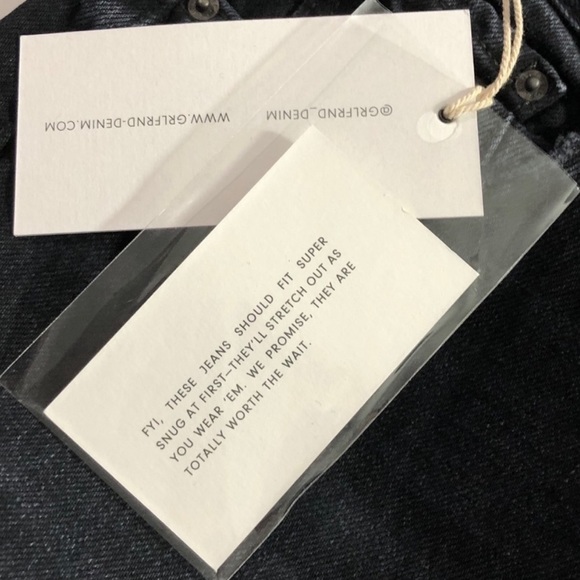 @GRLFRND_DENIM
WWW.GRLFRND-DENIM.COM
FYI, THESE JEANS SHOULD FIT SUPER
SNUG AT FIRST—THEY'LL STRETCH OUT AS
YOU WEAR 'EM. WE PROMISE, THEY ARE
TOTALLY WORTH THE WAIT.